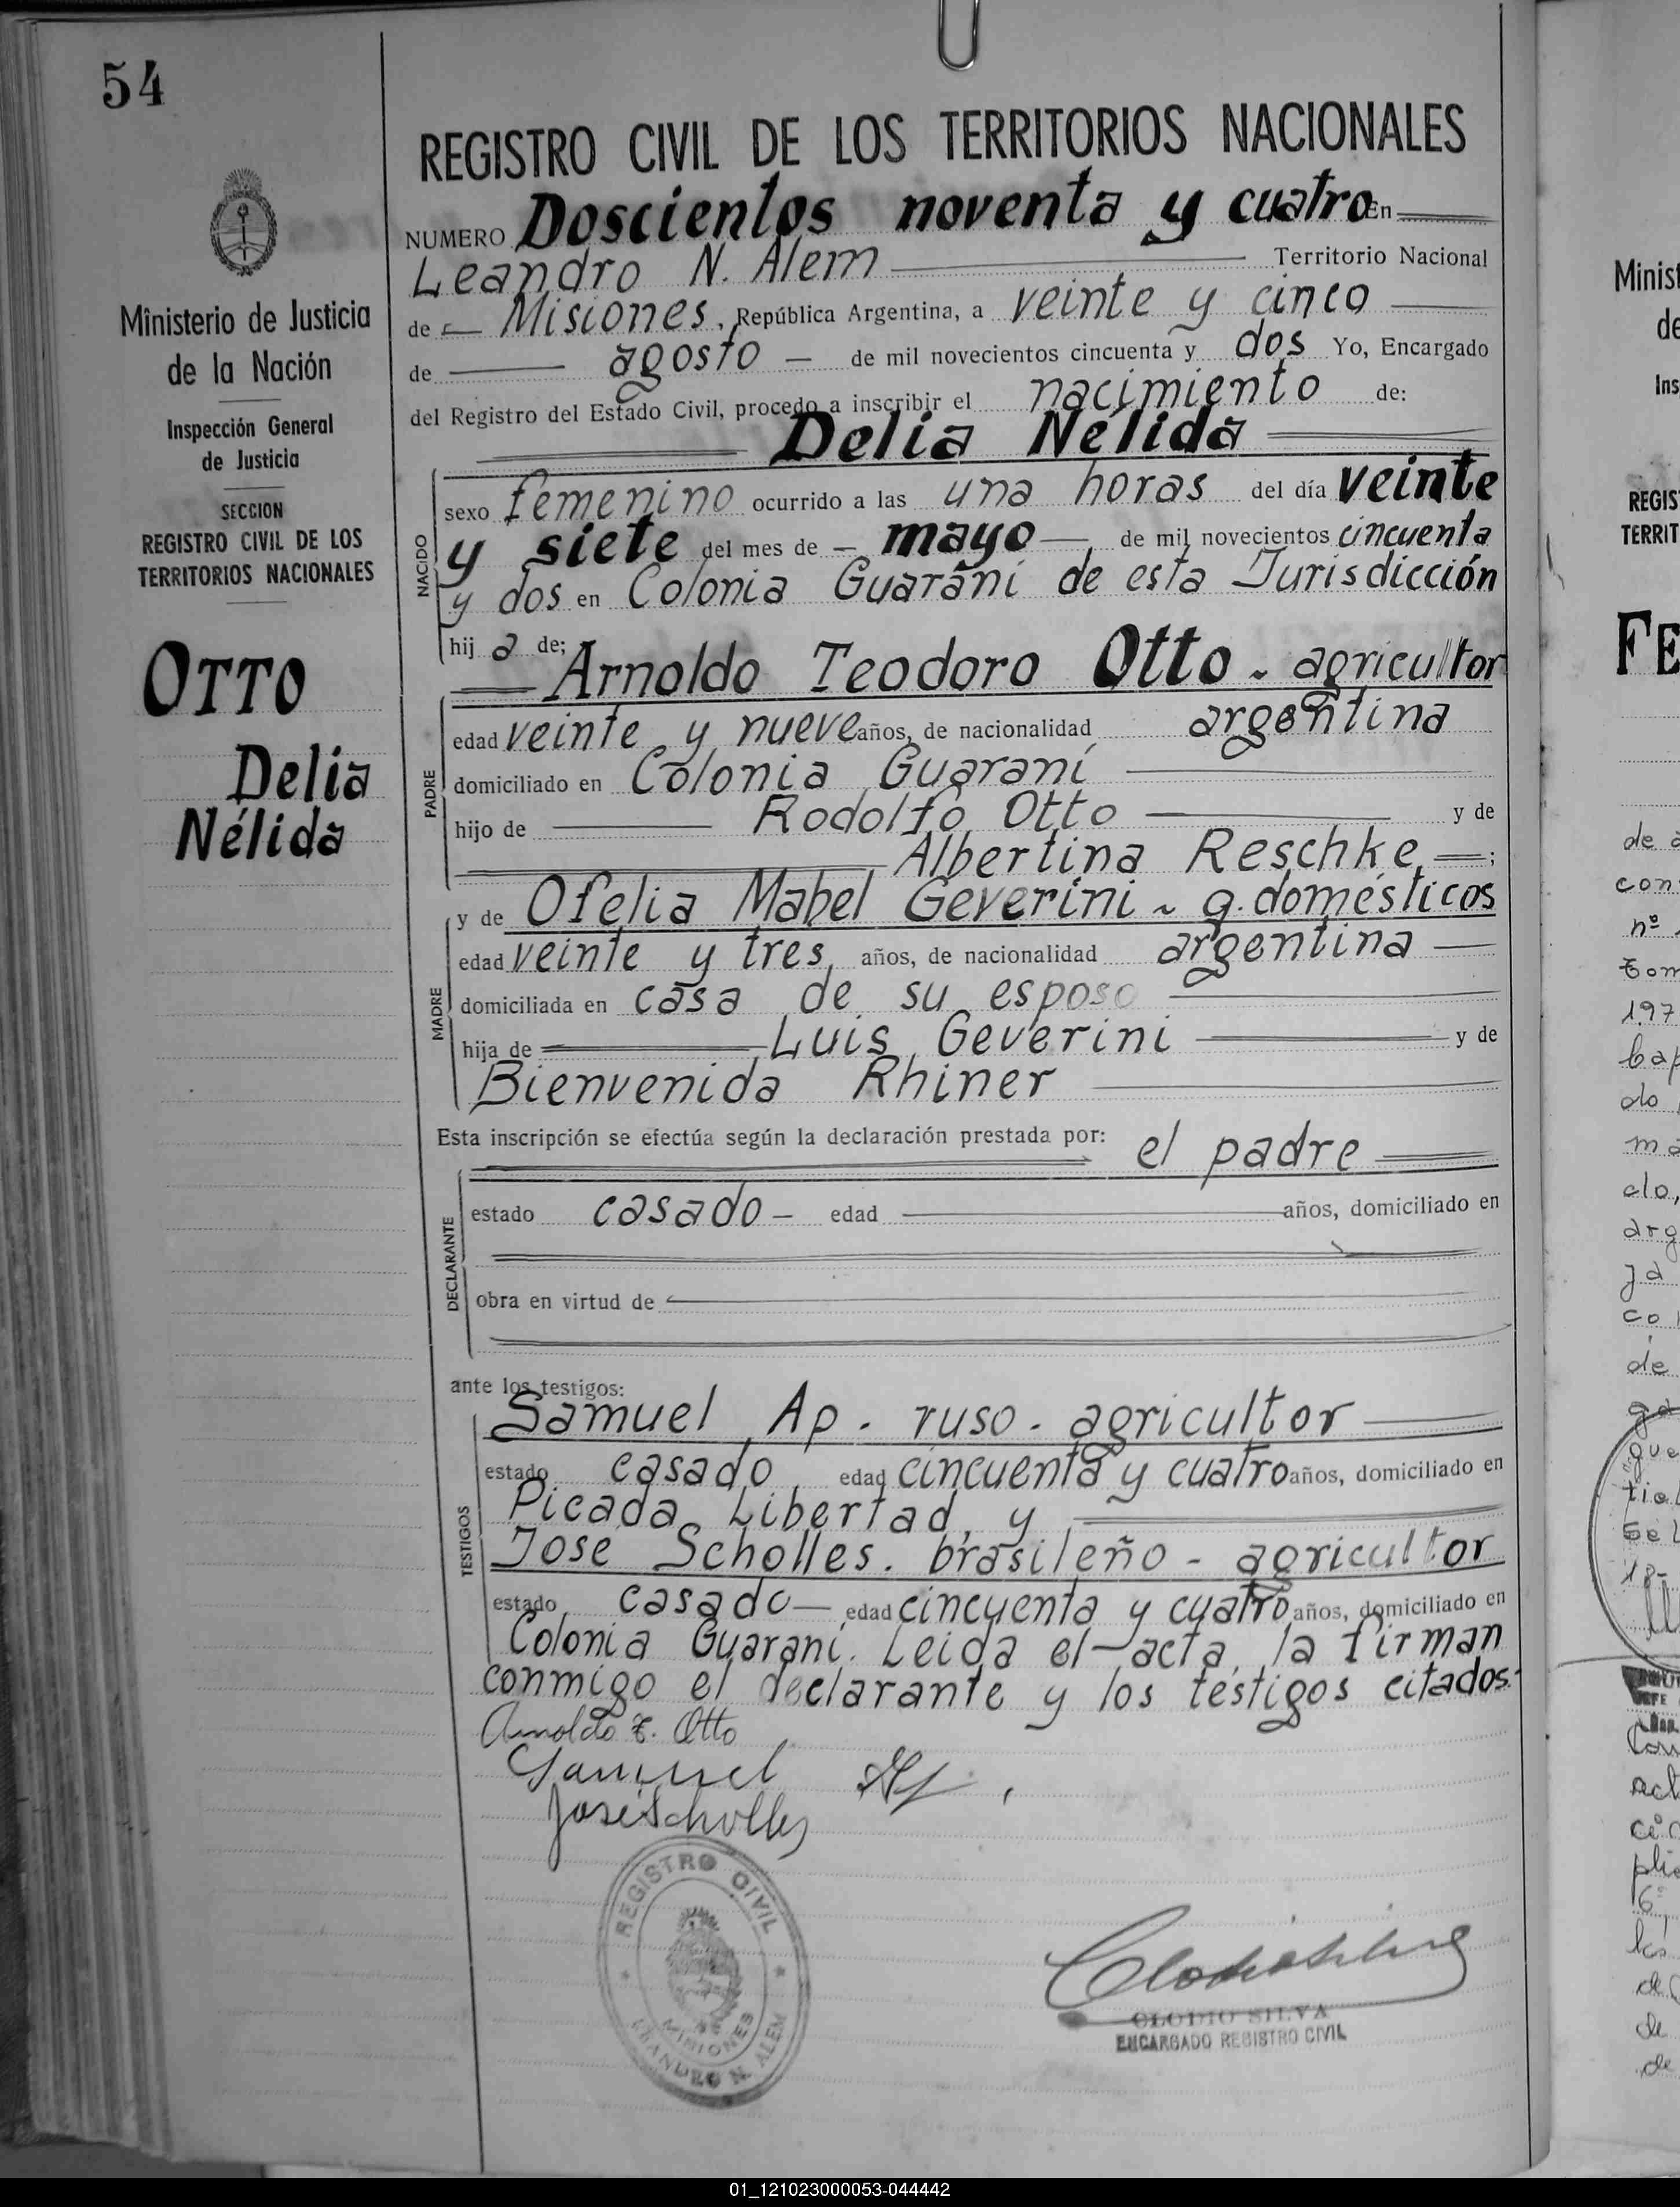 54
REGISTRO CIVIL DE LOS TERRITORIOS NACIONALES
NUMERO Doscientos noventa y cuatro En
Leandro N. Alem Territorio Nacional
de Misiones, República Argentina, a veinte y cinco
de agosto de mil novecientos cincuenta y dos Yo, Encargado
del Registro del Estado Civil, procedo a inscribir el nacimiento de:
Delia Nélida
NACIDO
sexo femenino ocurrido a las una horas del día veinte
y siete del mes de mayo de mil novecientos cincuenta
y dos en Colonia Guaraní de esta Jurisdicción
hij a de;
Arnoldo Teodoro Otto - agricultor
PADRE
edad veinte y nueve años, de nacionalidad argentina
domiciliado en Colonia Guaraní
hijo de Rodolfo Otto y de
Albertina Reschke ;
y de Ofelia Mabel Geverini - q. domésticos
MADRE
edad veinte y tres, años, de nacionalidad argentina
domiciliada en casa de su esposo
hija de Luis Geverini y de
Bienvenida Rhiner
Esta inscripción se efectúa según la declaración prestada por: el padre
DECLARANTE
estado casado - edad años, domiciliado en
obra en virtud de
ante los testigos:
TESTIGOS
Samuel Ap. ruso - agricultor
estado casado edad cincuenta y cuatro años, domiciliado en
Picada Libertad, y
José Scholles. brasileño - agricultor
estado casado edad cincuenta y cuatro años, domiciliado en
Colonia Guaraní. Leida el acta, la firman
conmigo el declarante y los testigos citados.
Arnoldo T. Otto
Samuel Ap.
José Scholles
REGISTRO CIVIL
MISIONES
LEANDRO N. ALEM
CLODIO SILVA
ENCARGADO REGISTRO CIVIL
Ministerio de Justicia
de la Nación
Inspección General
de Justicia
SECCION
REGISTRO CIVIL DE LOS
TERRITORIOS NACIONALES
OTTO
Delia
Nélida
01_121023000053-044442